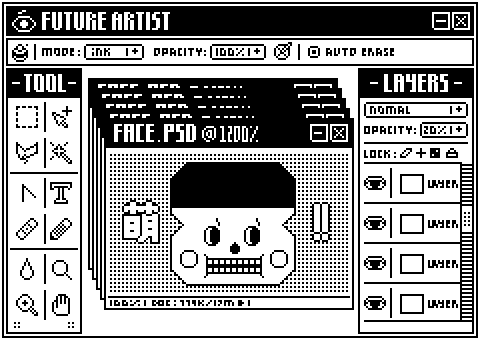 FUTURE ARTIST
MODE: INK
OPACITY: 100%
AUTO ERASE
-TOOL-
FACE.PSD @1200%
-LAYERS-
NOMAL
OPACITY: 20%
LOCK:
LAYER
LAYER
LAYER
LAYER